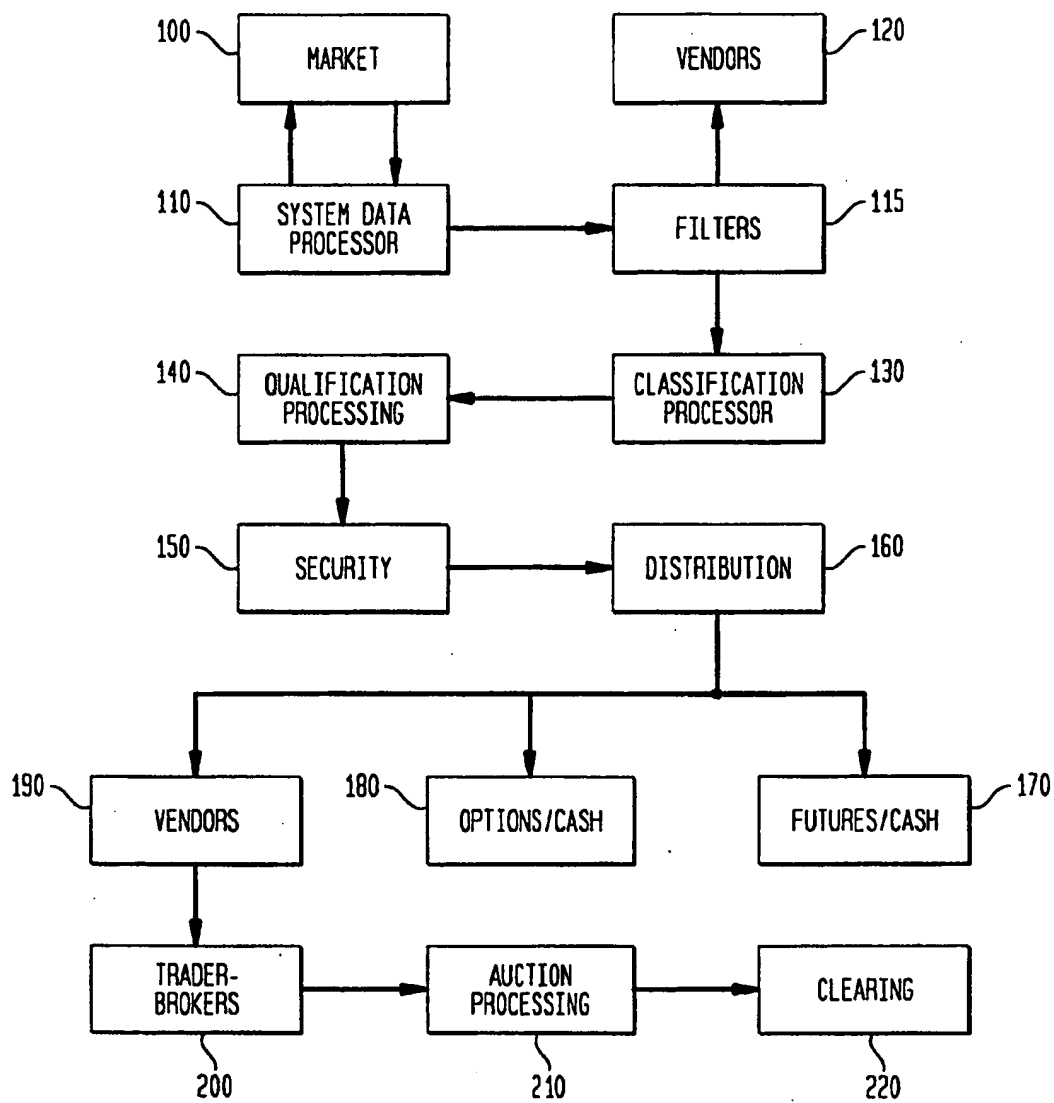 100
MARKET
VENDORS
120
110
SYSTEM DATA
PROCESSOR
FILTERS
115
140
QUALIFICATION
PROCESSING
CLASSIFICATION
PROCESSOR
130
150
SECURITY
DISTRIBUTION
160
190
VENDORS
180
OPTIONS/CASH
FUTURES/CASH
170
TRADER-
BROKERS
AUCTION
PROCESSING
CLEARING
200
210
220